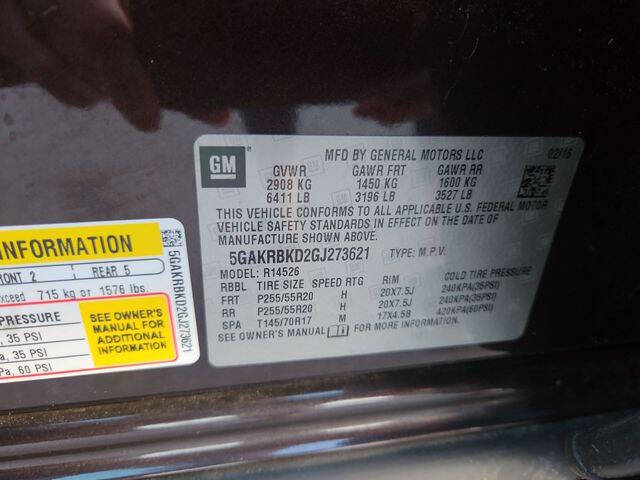 GM
MFD BY GENERAL MOTORS LLC 02/16
GVWR GAWR FRT GAWR RR
2908 KG 1450 KG 1600 KG
6411 LB 3196 LB 3527 LB
THIS VEHICLE CONFORMS TO ALL APPLICABLE U.S. FEDERAL MOTOR
VEHICLE SAFETY STANDARDS IN EFFECT ON THE DATE OF
MANUFACTURE SHOWN ABOVE.
5GAKRBKD2GJ273621 TYPE: M.P.V.
MODEL: R14526
RBBL TIRE SIZE SPEED RTG RIM COLD TIRE PRESSURE
FRT P255/55R20 H 20X7.5J 240KPA(35PSI)
RR P255/55R20 H 20X7.5J 240KPA(35PSI)
SPA T145/70R17 M 17X4.5B 420KPA(60PSI)
SEE OWNER'S MANUAL FOR MORE INFORMATION
INFORMATION
RONT 2 REAR 5
xceed 715 kg or 1576 lbs.
PRESSURE
, 35 PSI
a, 35 PSI
Pa, 60 PSI
SEE OWNER'S
MANUAL FOR
ADDITIONAL
INFORMATION
5GAKRBKD2GJ273621